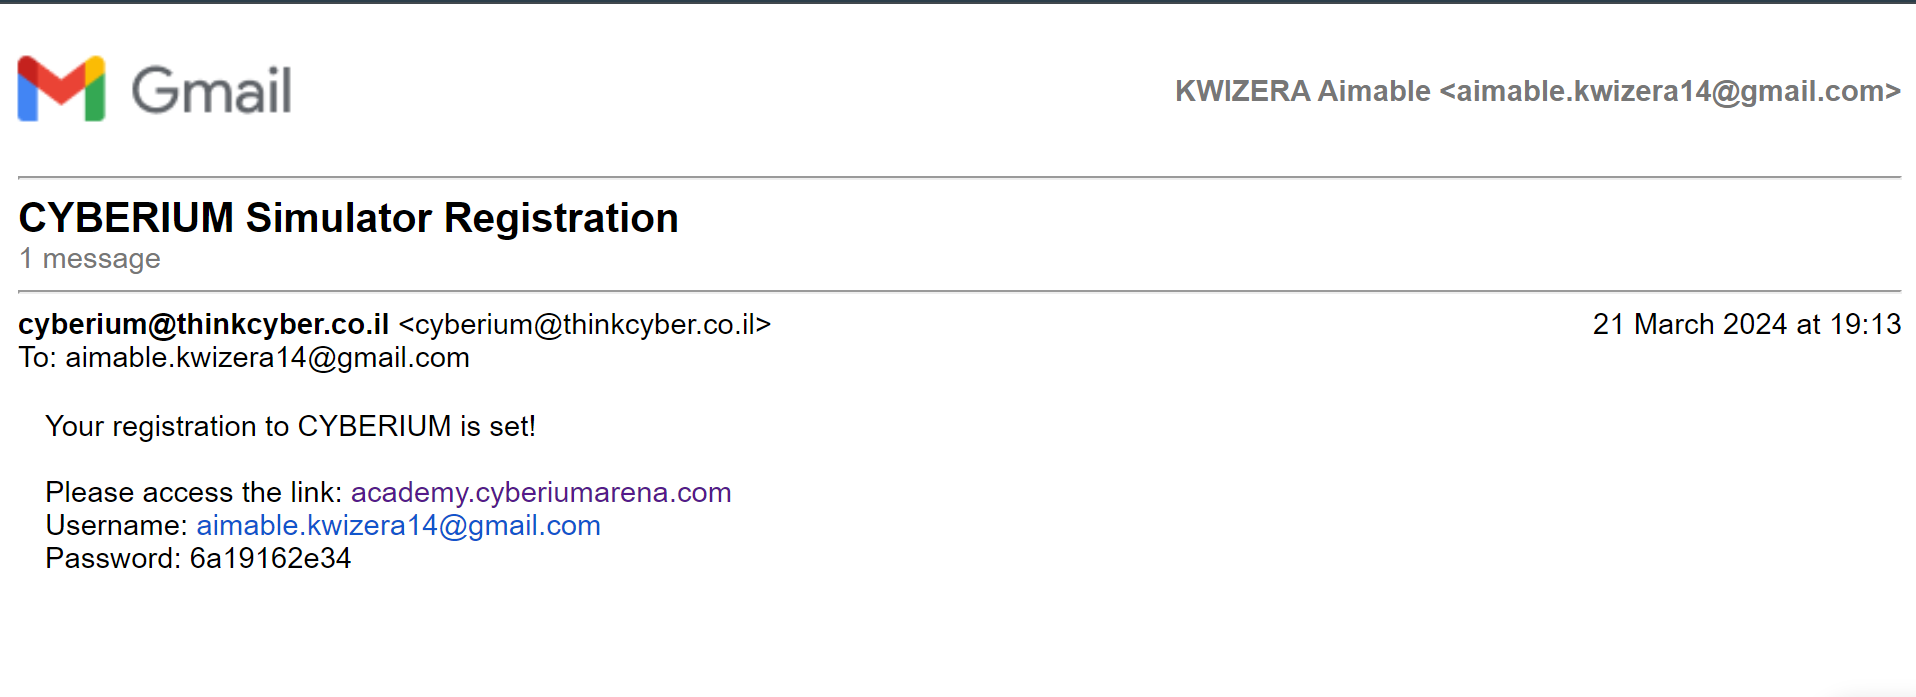 Gmail
KWIZERA Aimable <aimable.kwizera14@gmail.com>
CYBERIUM Simulator Registration
1 message
cyberium@thinkcyber.co.il <cyberium@thinkcyber.co.il>
21 March 2024 at 19:13
To: aimable.kwizera14@gmail.com
Your registration to CYBERIUM is set!
Please access the link: academy.cyberiumarena.com
Username: aimable.kwizera14@gmail.com
Password: 6a19162e34